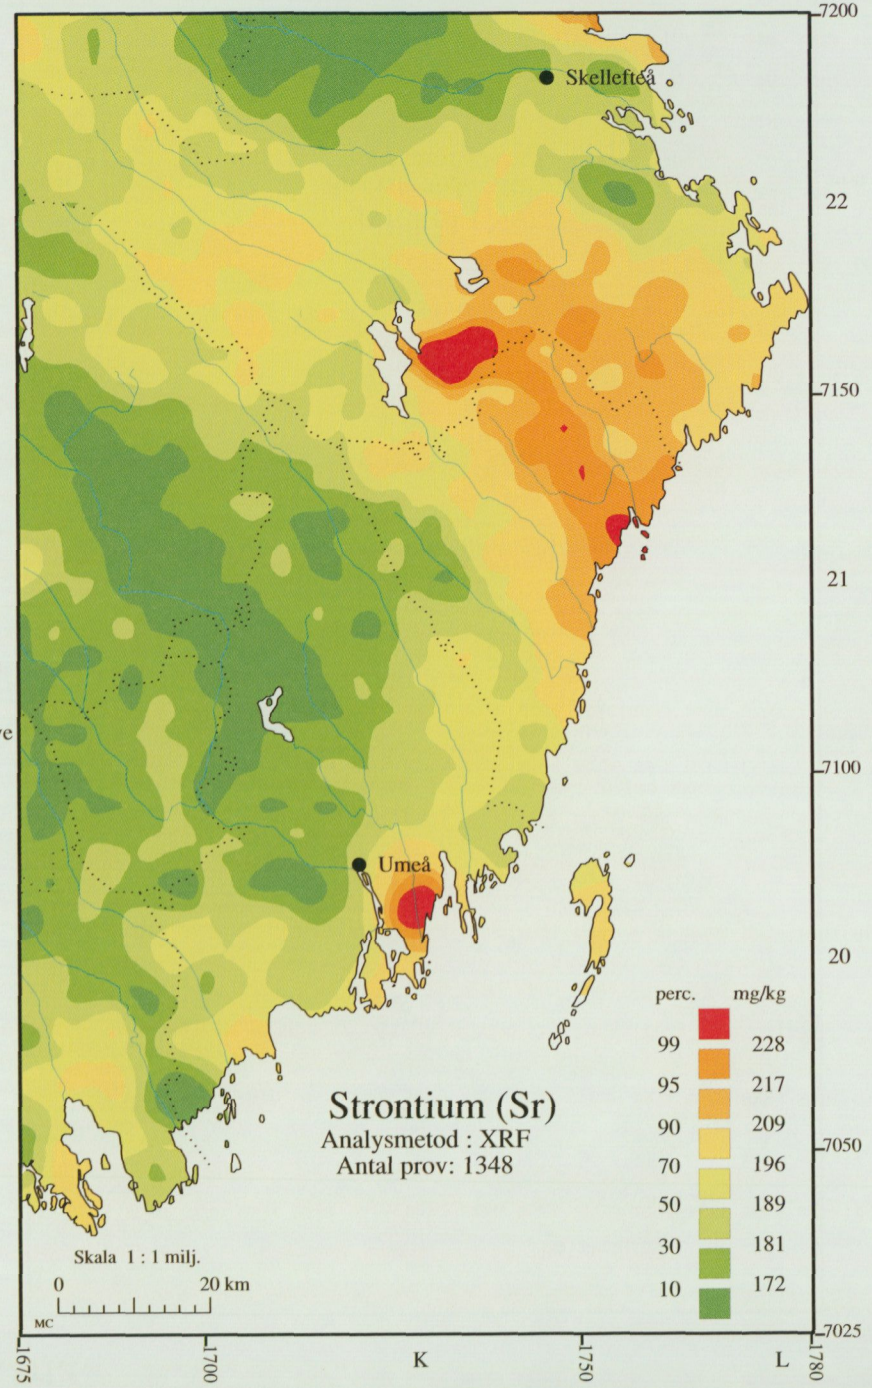 7200
Skellefteå
22
7150
21
ve
7100
Umeå
20
perc. mg/kg
99 228
95 217
90 209
70 196
50 189
30 181
10 172
Strontium (Sr)
Analysmetod : XRF
Antal prov: 1348
7050
Skala 1 : 1 milj.
0 20 km
MC
7025
1675
1700
K
1750
L
1780